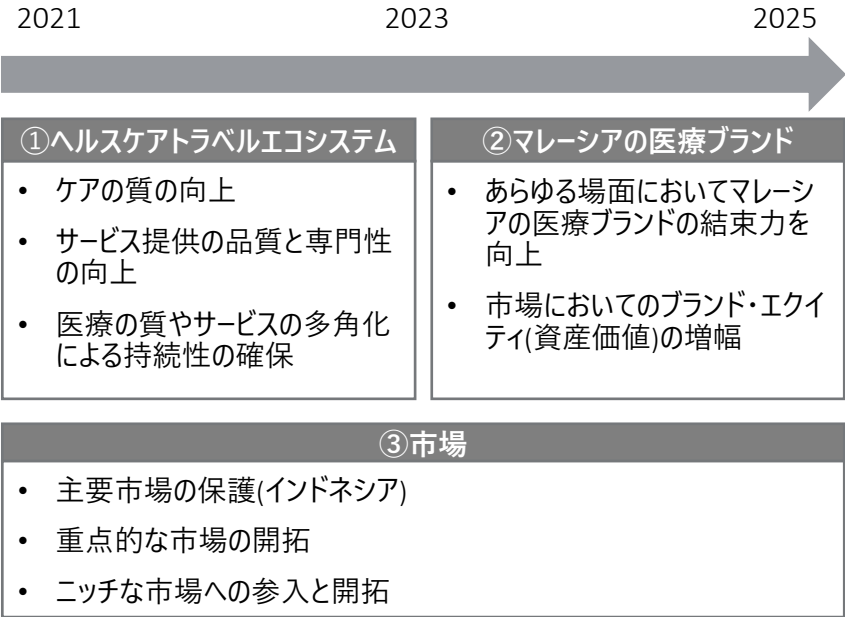 2021 2023 2025
①ヘルスケアトラベルエコシステム
• ケアの質の向上
• サービス提供の品質と専門性
の向上
• 医療の質やサービスの多角化
による持続性の確保
②マレーシアの医療ブランド
• あらゆる場面においてマレーシ
アの医療ブランドの結束力を
向上
• 市場においてのブランド・エクイ
ティ(資産価値)の増幅
③市場
• 主要市場の保護(インドネシア)
• 重点的な市場の開拓
• ニッチな市場への参入と開拓